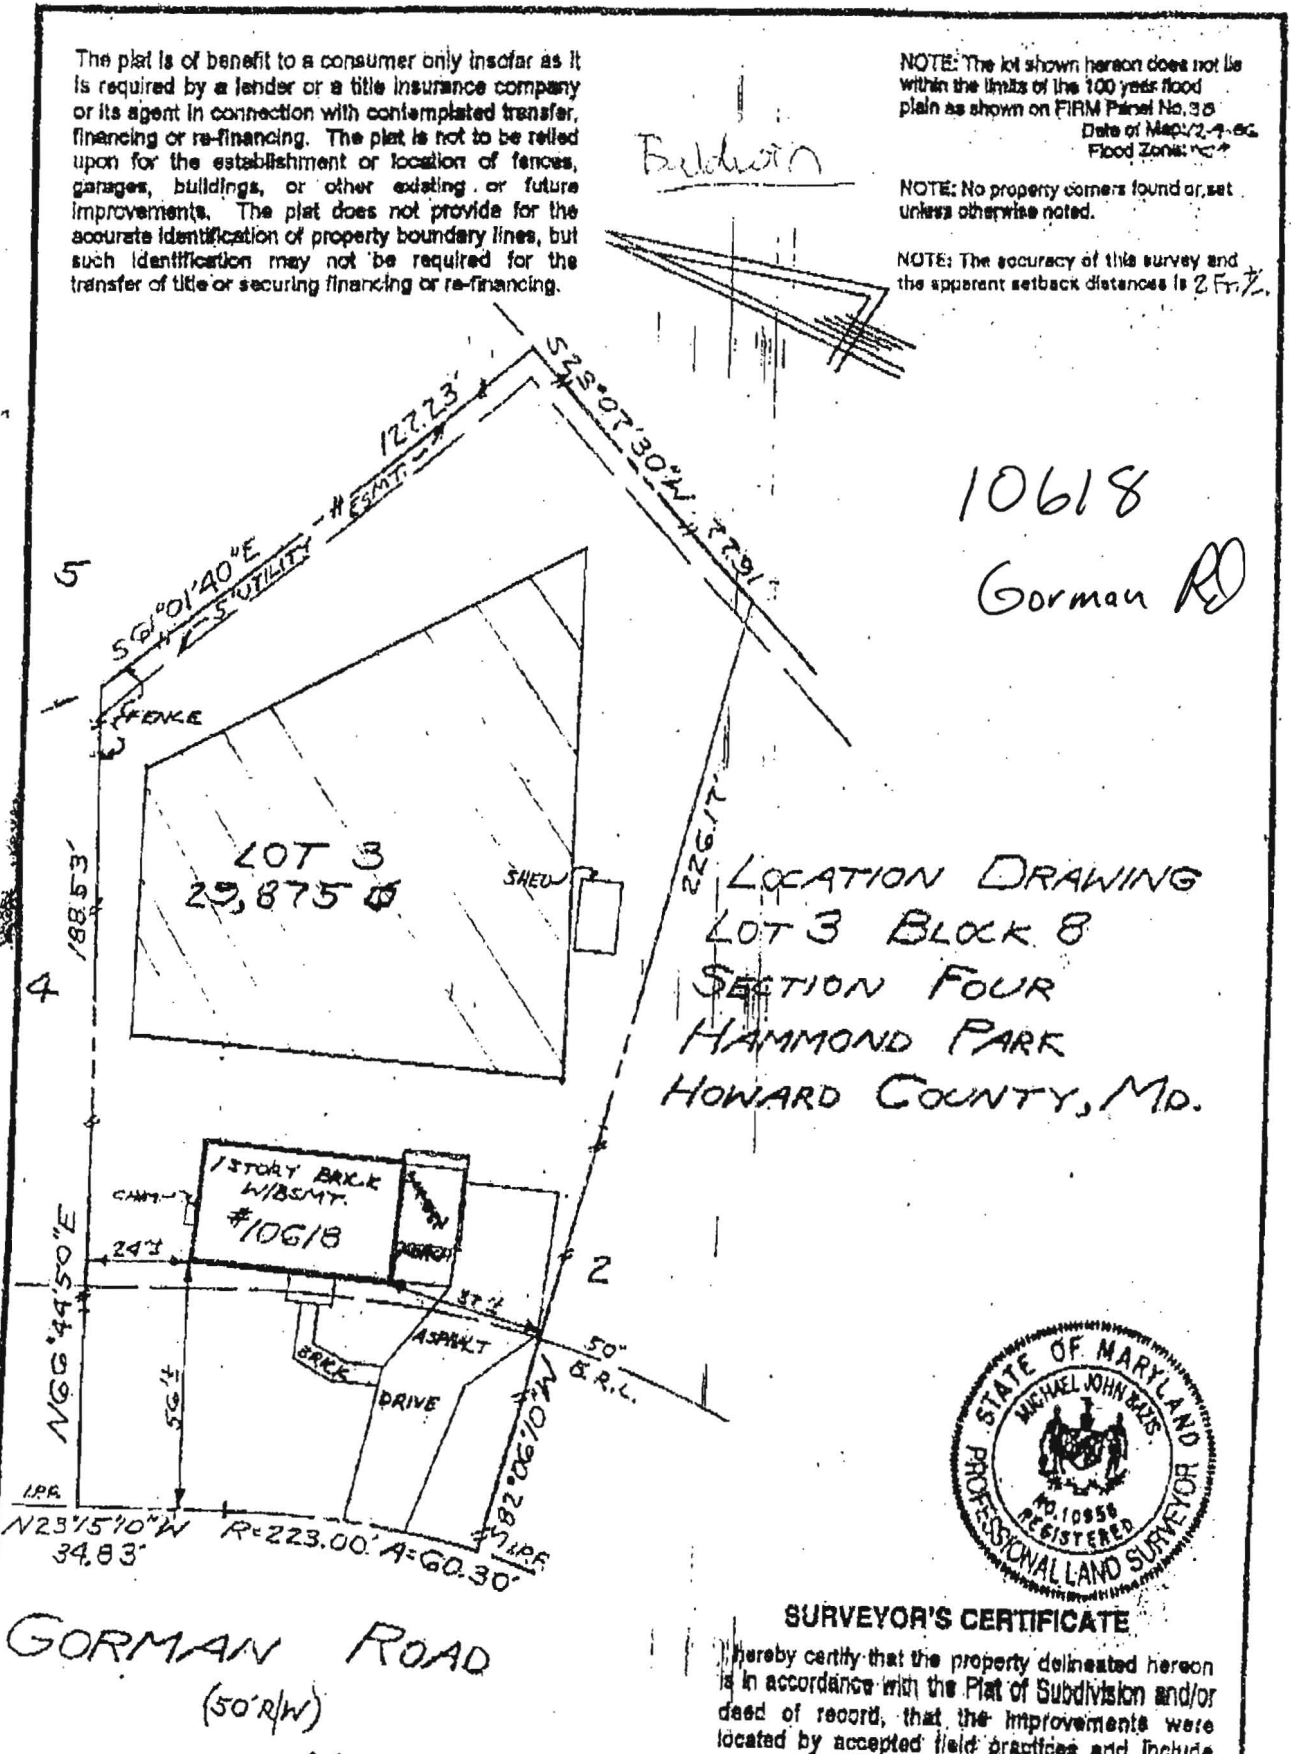 The plat is of benefit to a consumer only insofar as it
is required by a lender or a title insurance company
or its agent in connection with contemplated transfer,
financing or re-financing. The plat is not to be relied
upon for the establishment or location of fences,
garages, buildings, or other existing or future
improvements. The plat does not provide for the
accurate identification of property boundary lines, but
such identification may not be required for the
transfer of title or securing financing or re-financing.
Baldwin
NOTE: The lot shown hereon does not lie
within the limits of the 100 year flood
plain as shown on FIRM Panel No.
Date of Map:
Flood Zone:
NOTE: No property corners found or set
unless otherwise noted.
NOTE: The accuracy of this survey and
the apparent setback distances is 2 FT. ±.
10618
Gorman RD
S61°01'40"E
127.23'
5' UTILITY ESMT.
77.91'
5
FENCE
188.53'
4
LOT 3
SHED
226.17'
LOCATION DRAWING
LOT 3 BLOCK 8
SECTION FOUR
HAMMOND PARK
HOWARD COUNTY, MD.
1 STORY BRICK
W/BSMT.
#10618
CHIM.
24'±
N66°44'50"E
37'±
2
50'
B.R.L.
ASPHALT
DRIVE
BRICK
56'±
S82°06'10"W
I.P.F.
I.P.F.
N23°15'10"W
34.83'
R=223.00' A=60.30'
GORMAN ROAD
(50' R/W)
STATE OF MARYLAND
MICHAEL JOHN BAZIS
NO. 10956
REGISTERED
PROFESSIONAL LAND SURVEYOR
SURVEYOR'S CERTIFICATE
hereby certify that the property delineated hereon
is in accordance with the Plat of Subdivision and/or
deed of record, that the improvements were
located by accepted field practices and include